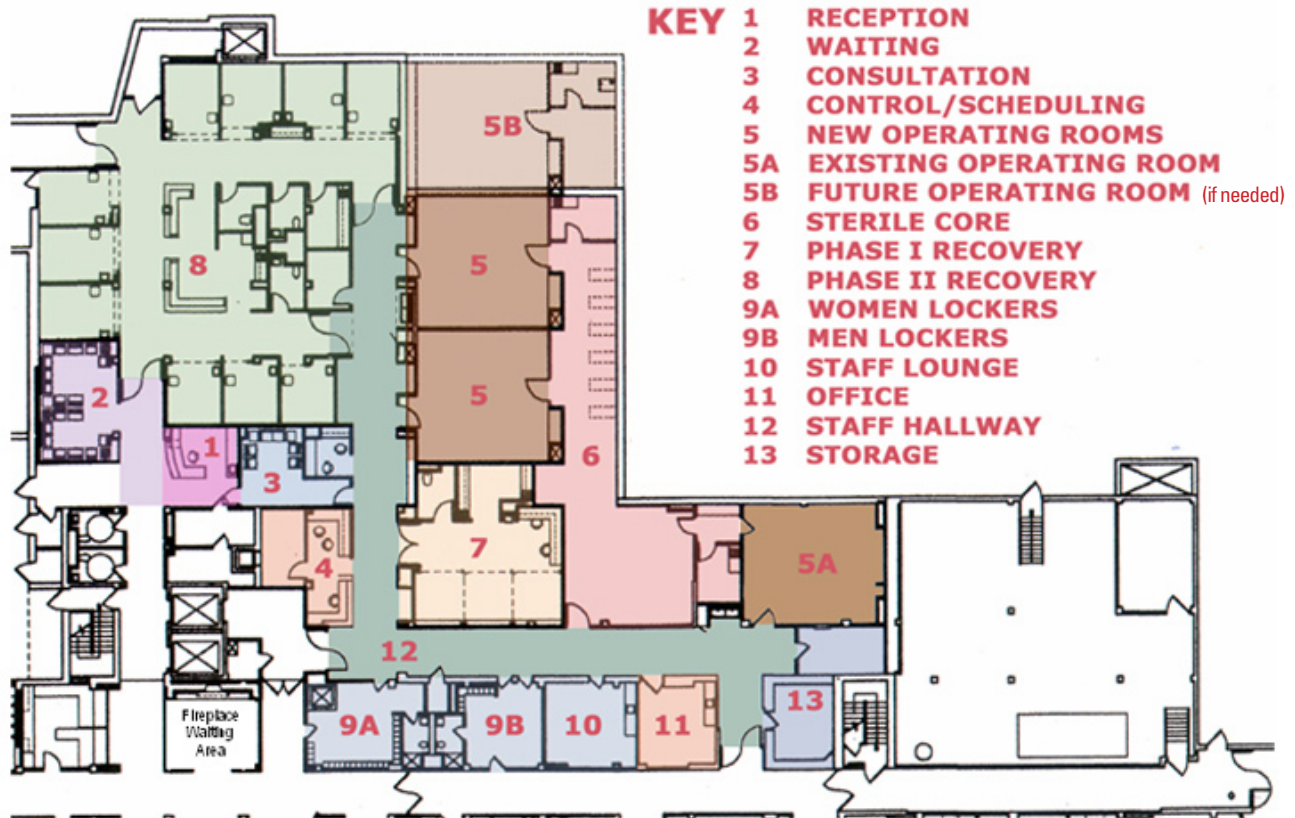 KEY
1 RECEPTION
2 WAITING
3 CONSULTATION
4 CONTROL/SCHEDULING
5 NEW OPERATING ROOMS
5A EXISTING OPERATING ROOM
5B FUTURE OPERATING ROOM (if needed)
6 STERILE CORE
7 PHASE I RECOVERY
8 PHASE II RECOVERY
9A WOMEN LOCKERS
9B MEN LOCKERS
10 STAFF LOUNGE
11 OFFICE
12 STAFF HALLWAY
13 STORAGE
5B
8
5
2
5
1
3
6
7
4
5A
12
13
9A
9B
10
11
Fireplace
Waiting
Area